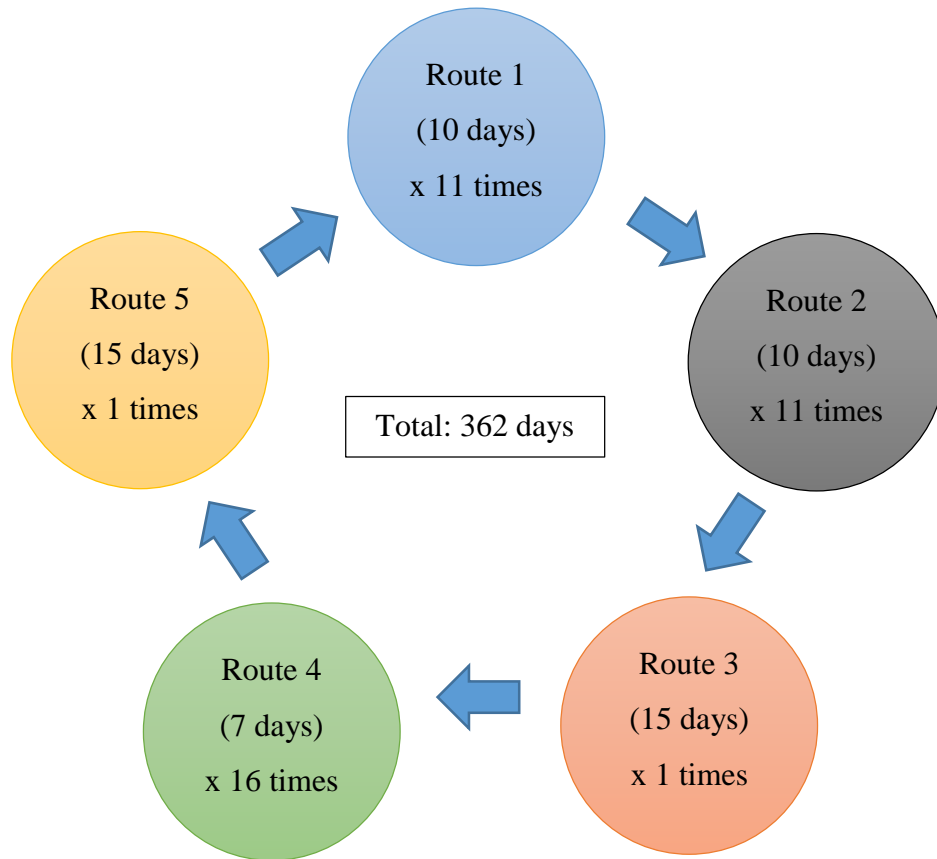 Route 1
(10 days)
x 11 times
Route 2
(10 days)
x 11 times
Route 3
(15 days)
x 1 times
Route 4
(7 days)
x 16 times
Route 5
(15 days)
x 1 times
Total: 362 days